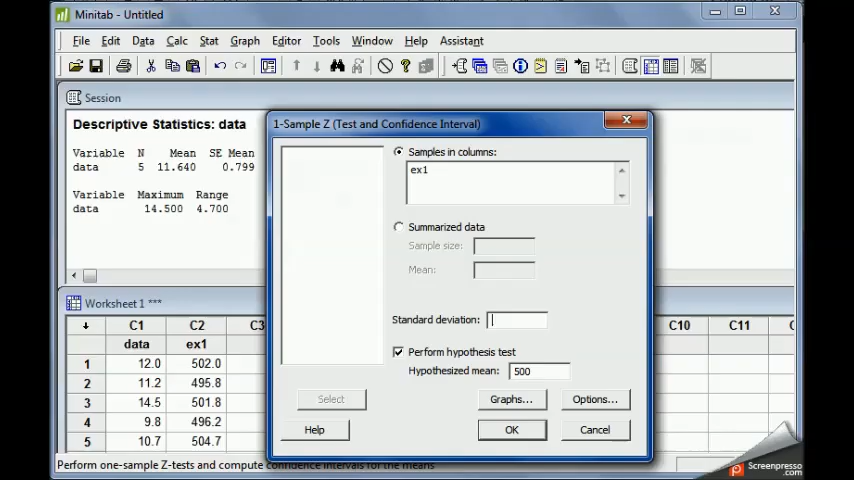 Minitab - Untitled
File Edit Data Calc Stat Graph Editor Tools Window Help Assistant
Session
Descriptive Statistics: data
Variable N Mean SE Mean
data 5 11.640 0.799
Variable Maximum Range
data 14.500 4.700
1-Sample Z (Test and Confidence Interval)
Samples in columns:
ex1
Summarized data
Sample size:
Mean:
Standard deviation:
Perform hypothesis test
Hypothesized mean: 500
Select
Graphs...
Options...
Help
OK
Cancel
Worksheet 1 ***
C1 C2 C3 C10 C11
data ex1
1 12.0 502.0
2 11.2 495.8
3 14.5 501.8
4 9.8 496.2
5 10.7 504.7
Perform one-sample Z-tests and compute confidence intervals for the means
Screenpresso
.com